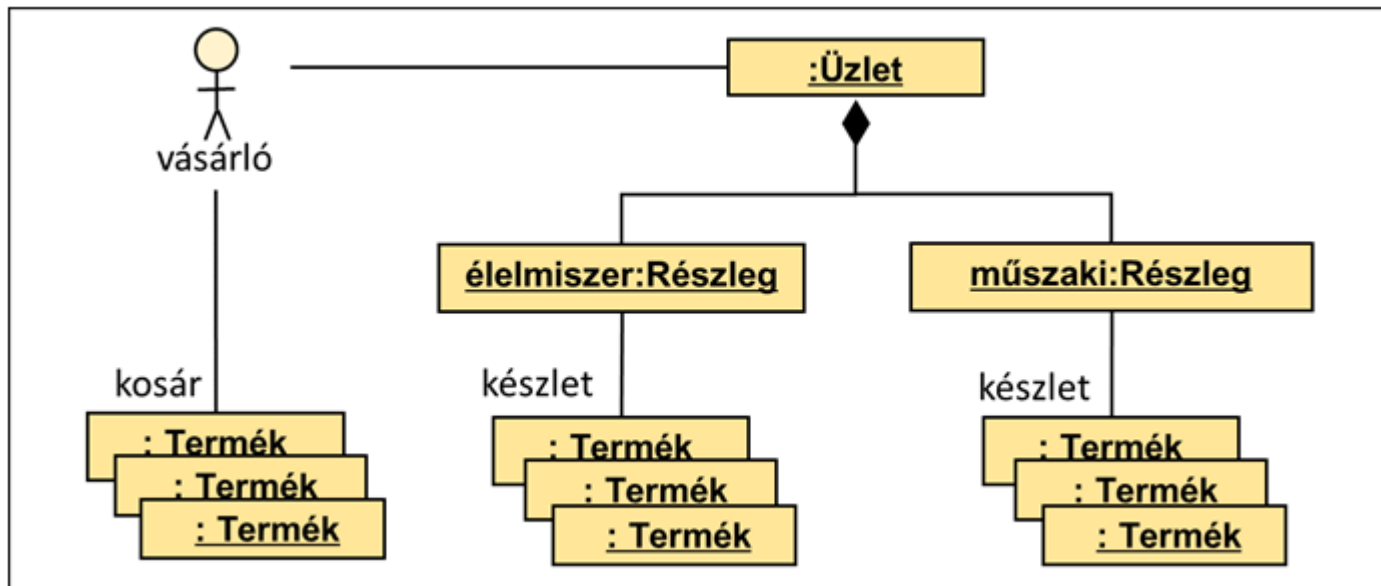 :Üzlet
vásárló
élelmiszer:Részleg
műszaki:Részleg
kosár
készlet
készlet
: Termék
: Termék
: Termék
: Termék
: Termék
: Termék
: Termék
: Termék
: Termék